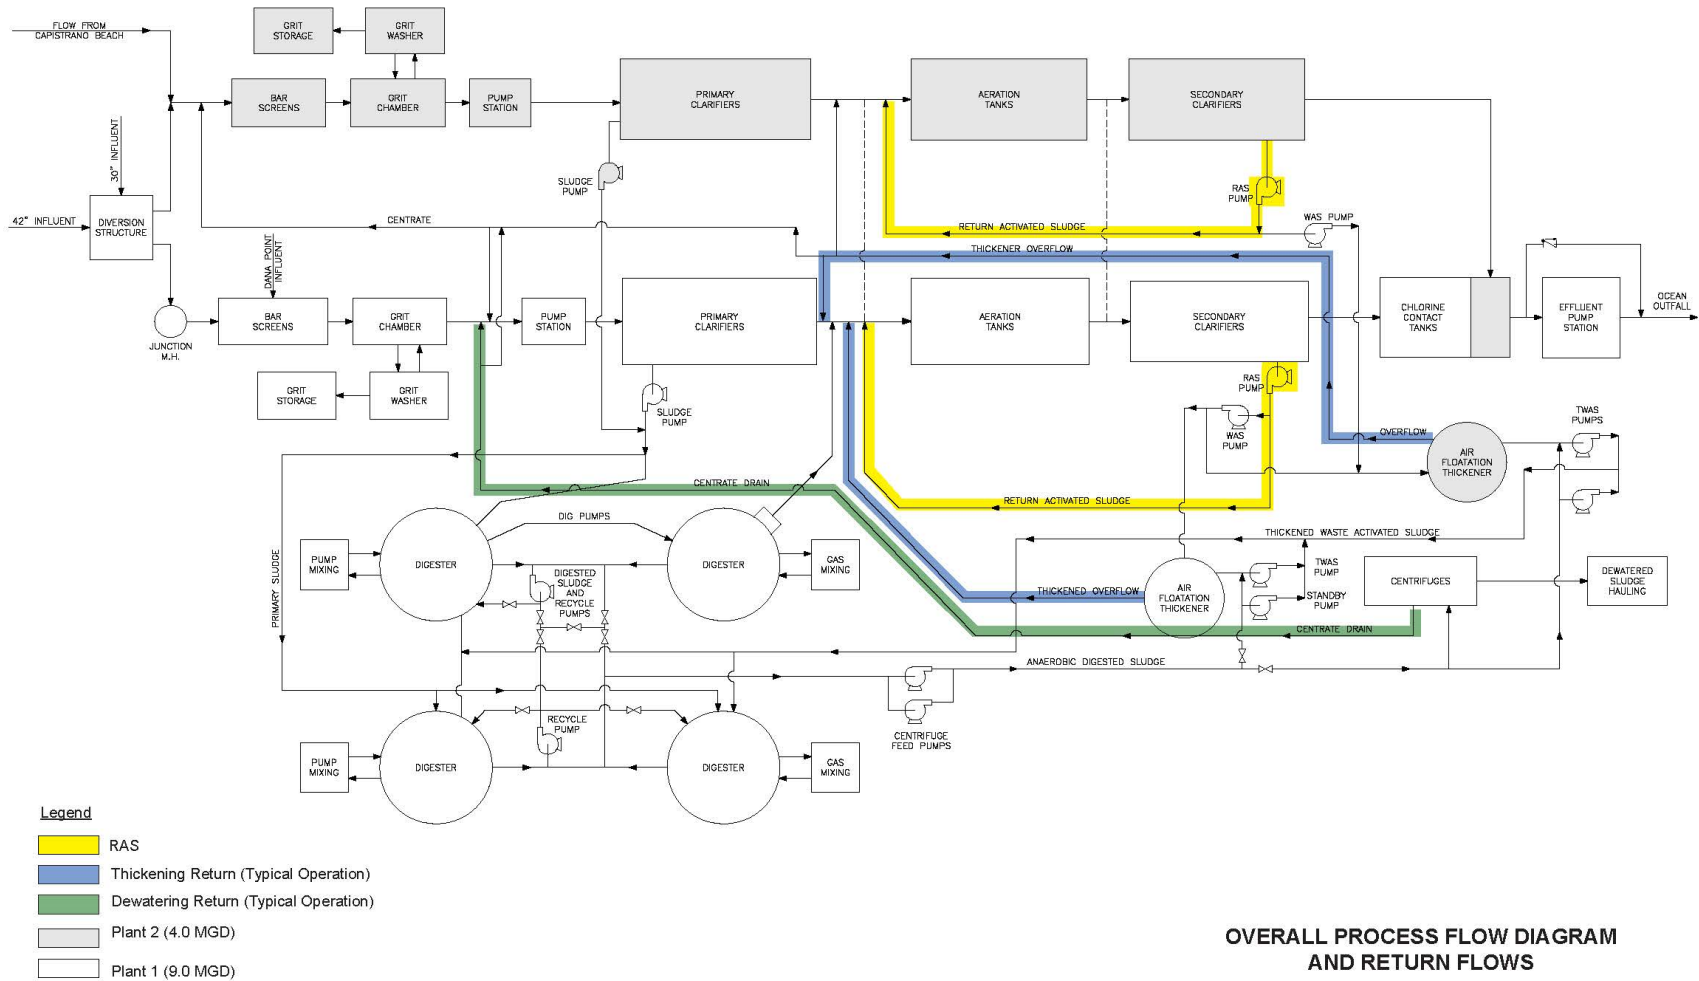 FLOW FROM
CAPISTRANO BEACH
GRIT
STORAGE
GRIT
WASHER
BAR
SCREENS
GRIT
CHAMBER
PUMP
STATION
PRIMARY
CLARIFIERS
AERATION
TANKS
SECONDARY
CLARIFIERS
30" INFLUENT
42" INFLUENT
DIVERSION
STRUCTURE
SLUDGE
PUMP
RAS
PUMP
WAS PUMP
CENTRATE
RETURN ACTIVATED SLUDGE
THICKENER OVERFLOW
DANA POINT
INFLUENT
JUNCTION
M.H.
BAR
SCREENS
GRIT
CHAMBER
PUMP
STATION
PRIMARY
CLARIFIERS
AERATION
TANKS
SECONDARY
CLARIFIERS
CHLORINE
CONTACT
TANKS
EFFLUENT
PUMP
STATION
OCEAN
OUTFALL
GRIT
STORAGE
GRIT
WASHER
SLUDGE
PUMP
RAS
PUMP
WAS
PUMP
OVERFLOW
AIR
FLOATATION
THICKENER
TWAS
PUMPS
CENTRATE DRAIN
RETURN ACTIVATED SLUDGE
DIG PUMPS
THICKENED WASTE ACTIVATED SLUDGE
PRIMARY SLUDGE
PUMP
MIXING
DIGESTER
DIGESTED
SLUDGE
AND
RECYCLE
PUMPS
DIGESTER
GAS
MIXING
THICKENED OVERFLOW
AIR
FLOATATION
THICKENER
TWAS
PUMP
STANDBY
PUMP
CENTRIFUGES
DEWATERED
SLUDGE
HAULING
CENTRATE DRAIN
ANAEROBIC DIGESTED SLUDGE
CENTRIFUGE
FEED PUMPS
RECYCLE
PUMP
PUMP
MIXING
DIGESTER
DIGESTER
GAS
MIXING
Legend
RAS
Thickening Return (Typical Operation)
Dewatering Return (Typical Operation)
Plant 2 (4.0 MGD)
Plant 1 (9.0 MGD)
OVERALL PROCESS FLOW DIAGRAM
AND RETURN FLOWS